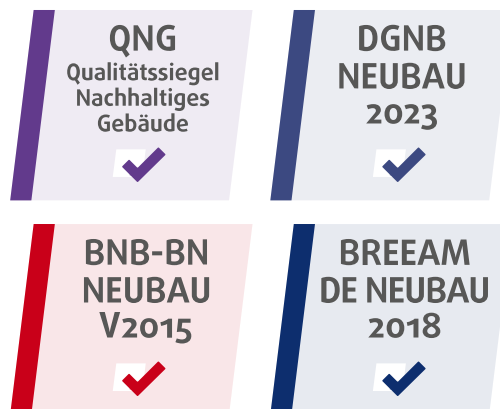 QNG
Qualitätssiegel
Nachhaltiges
Gebäude
DGNB
NEUBAU
2023
BNB-BN
NEUBAU
V2015
BREEAM
DE NEUBAU
2018